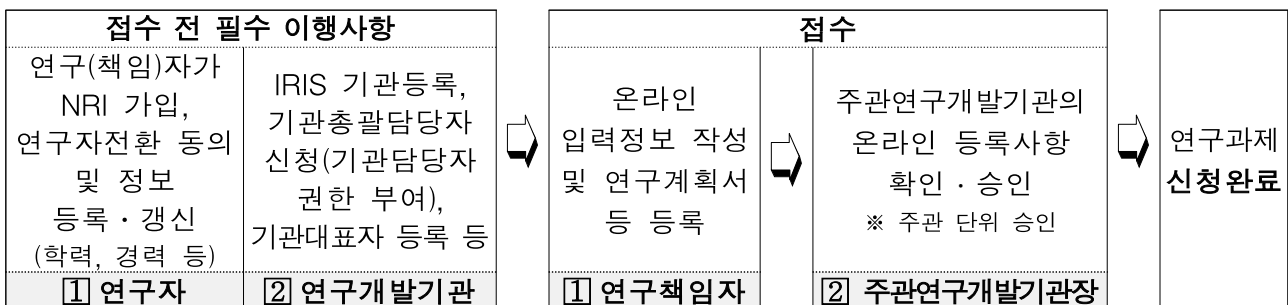 접수 전 필수 이행사항
연구(책임)자가
NRI 가입,
연구자전환 동의
및 정보
등록·갱신
(학력, 경력 등)
1 연구자
IRIS 기관등록,
기관총괄담당자
신청(기관담당자
권한 부여),
기관대표자 등록 등
2 연구개발기관
접수
온라인
입력정보 작성
및 연구계획서
등 등록
1 연구책임자
주관연구개발기관의
온라인 등록사항
확인·승인
※ 주관 단위 승인
2 주관연구개발기관장
연구과제
신청완료